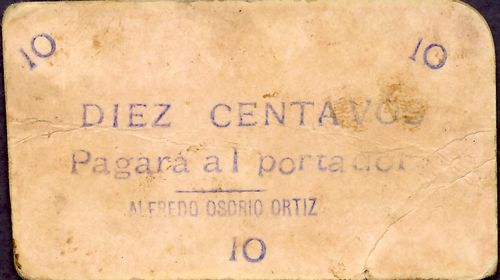 10 10
DIEZ CENTAVOS
Pagará al portador
ALFREDO OSORIO ORTIZ
10